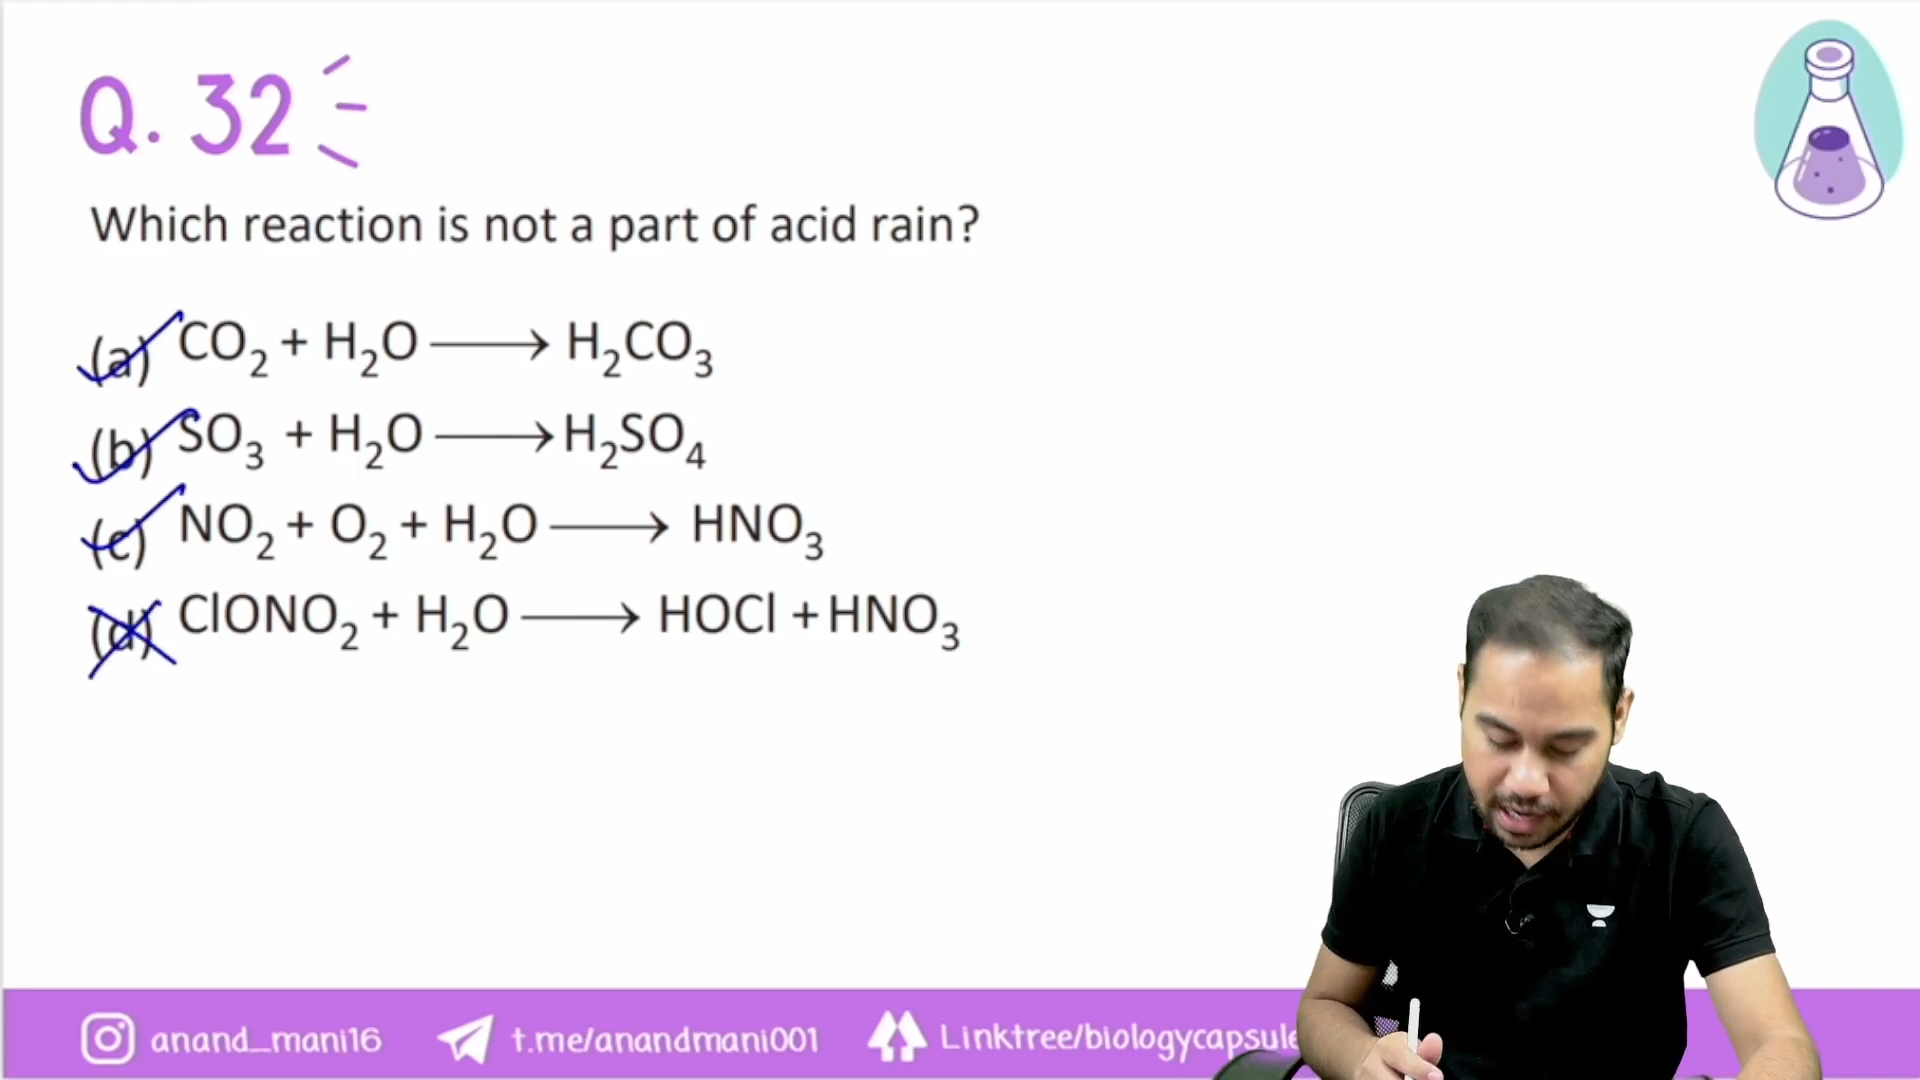 Q. 32
Which reaction is not a part of acid rain?
(a) CO₂ + H₂O ⟶ H₂CO₃
(b) SO₃ + H₂O ⟶ H₂SO₄
(c) NO₂ + O₂ + H₂O ⟶ HNO₃
(d) ClONO₂ + H₂O ⟶ HOCl + HNO₃
anand_mani16 t.me/anandmani001 Linktree/biologycapsule